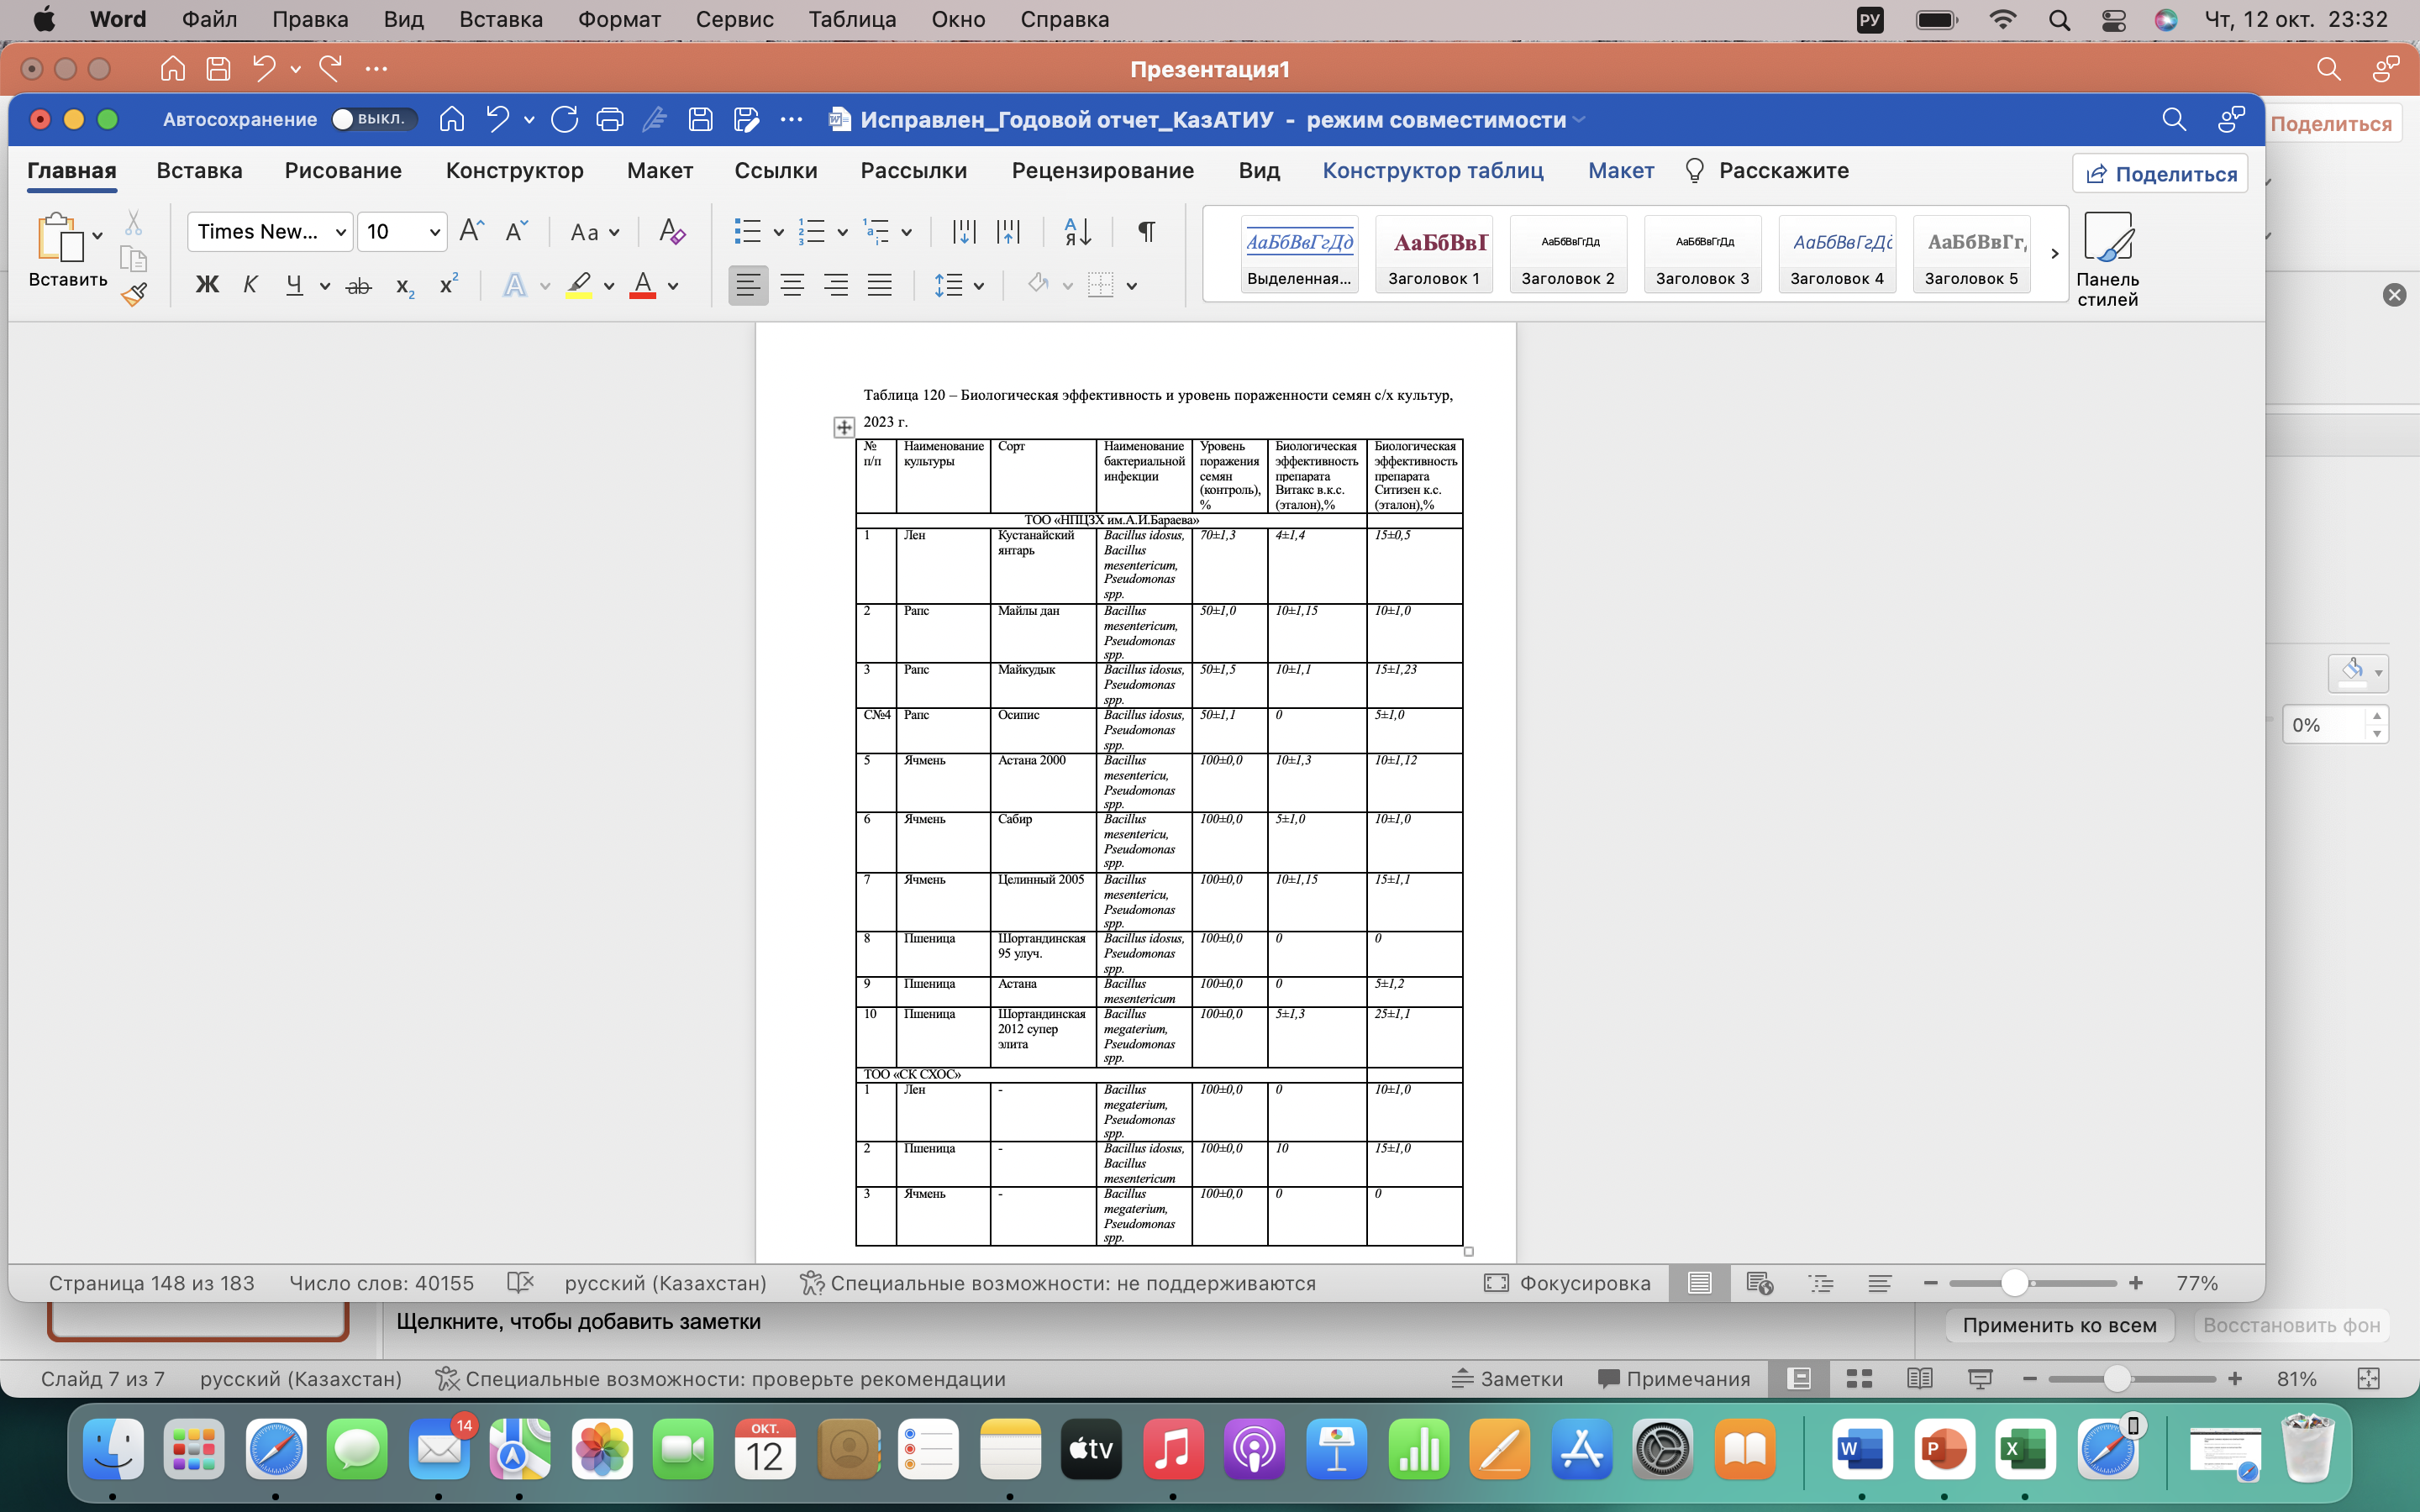 Word Файл Правка Вид Вставка Формат Сервис Таблица Окно Справка РУ Чт, 12 окт. 23:32
Презентация1
Автосохранение ВЫКЛ. Исправлен_Годовой отчет_КазАТИУ - режим совместимости
Поделиться
Главная Вставка Рисование Конструктор Макет Ссылки Рассылки Рецензирование Вид Конструктор таблиц Макет Расскажите Поделиться
Вставить
Times New... 10
Выделенная... Заголовок 1 Заголовок 2 Заголовок 3 Заголовок 4 Заголовок 5
Панель стилей
0%
Таблица 120 – Биологическая эффективность и уровень пораженности семян с/х культур,
2023 г.
№ п/п Наименование культуры Сорт Наименование бактериальной инфекции Уровень поражения семян (контроль), % Биологическая эффективность препарата Витакс в.к.с. (эталон),% Биологическая эффективность препарата Ситизен к.с. (эталон),%
ТОО «НПЦЗХ им.А.И.Бараева»
1 Лен Кустанайский янтарь Bacillus idosus, Bacillus mesentericum, Pseudomonas spp. 70±1,3 4±1,4 15±0,5
2 Рапс Майлы дан Bacillus mesentericum, Pseudomonas spp. 50±1,0 10±1,15 10±1,0
3 Рапс Майкудык Bacillus idosus, Pseudomonas spp. 50±1,5 10±1,1 15±1,23
С№4 Рапс Осипис Bacillus idosus, Pseudomonas spp. 50±1,1 0 5±1,0
5 Ячмень Астана 2000 Bacillus mesentericu, Pseudomonas spp. 100±0,0 10±1,3 10±1,12
6 Ячмень Сабир Bacillus mesentericu, Pseudomonas spp. 100±0,0 5±1,0 10±1,0
7 Ячмень Целинный 2005 Bacillus mesentericu, Pseudomonas spp. 100±0,0 10±1,15 15±1,1
8 Пшеница Шортандинская 95 улуч. Bacillus idosus, Pseudomonas spp. 100±0,0 0 0
9 Пшеница Астана Bacillus mesentericum 100±0,0 0 5±1,2
10 Пшеница Шортандинская 2012 супер элита Bacillus megaterium, Pseudomonas spp. 100±0,0 5±1,3 25±1,1
ТОО «СК СХОС»
1 Лен - Bacillus megaterium, Pseudomonas spp. 100±0,0 0 10±1,0
2 Пшеница - Bacillus idosus, Bacillus mesentericum 100±0,0 10 15±1,0
3 Ячмень - Bacillus megaterium, Pseudomonas spp. 100±0,0 0 0
Страница 148 из 183 Число слов: 40155 русский (Казахстан) Специальные возможности: не поддерживаются Фокусировка 77%
Щелкните, чтобы добавить заметки
Применить ко всем Восстановить фон
Слайд 7 из 7 русский (Казахстан) Специальные возможности: проверьте рекомендации Заметки Примечания 81%
14 ОКТ. 12 tv W P X